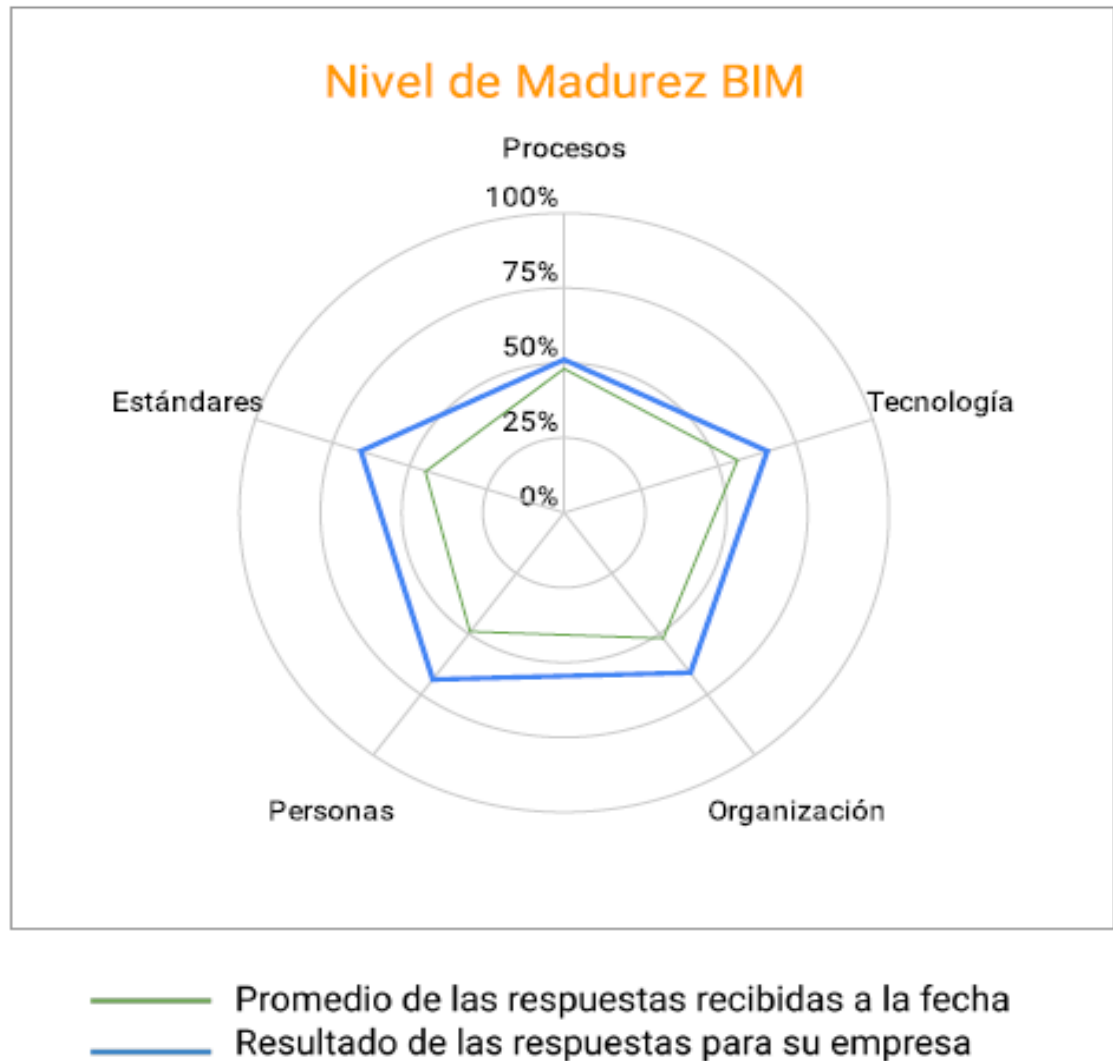 Nivel de Madurez BIM
Procesos
100%
75%
50%
25%
0%
Estándares
Tecnología
Personas
Organización
Promedio de las respuestas recibidas a la fecha
Resultado de las respuestas para su empresa